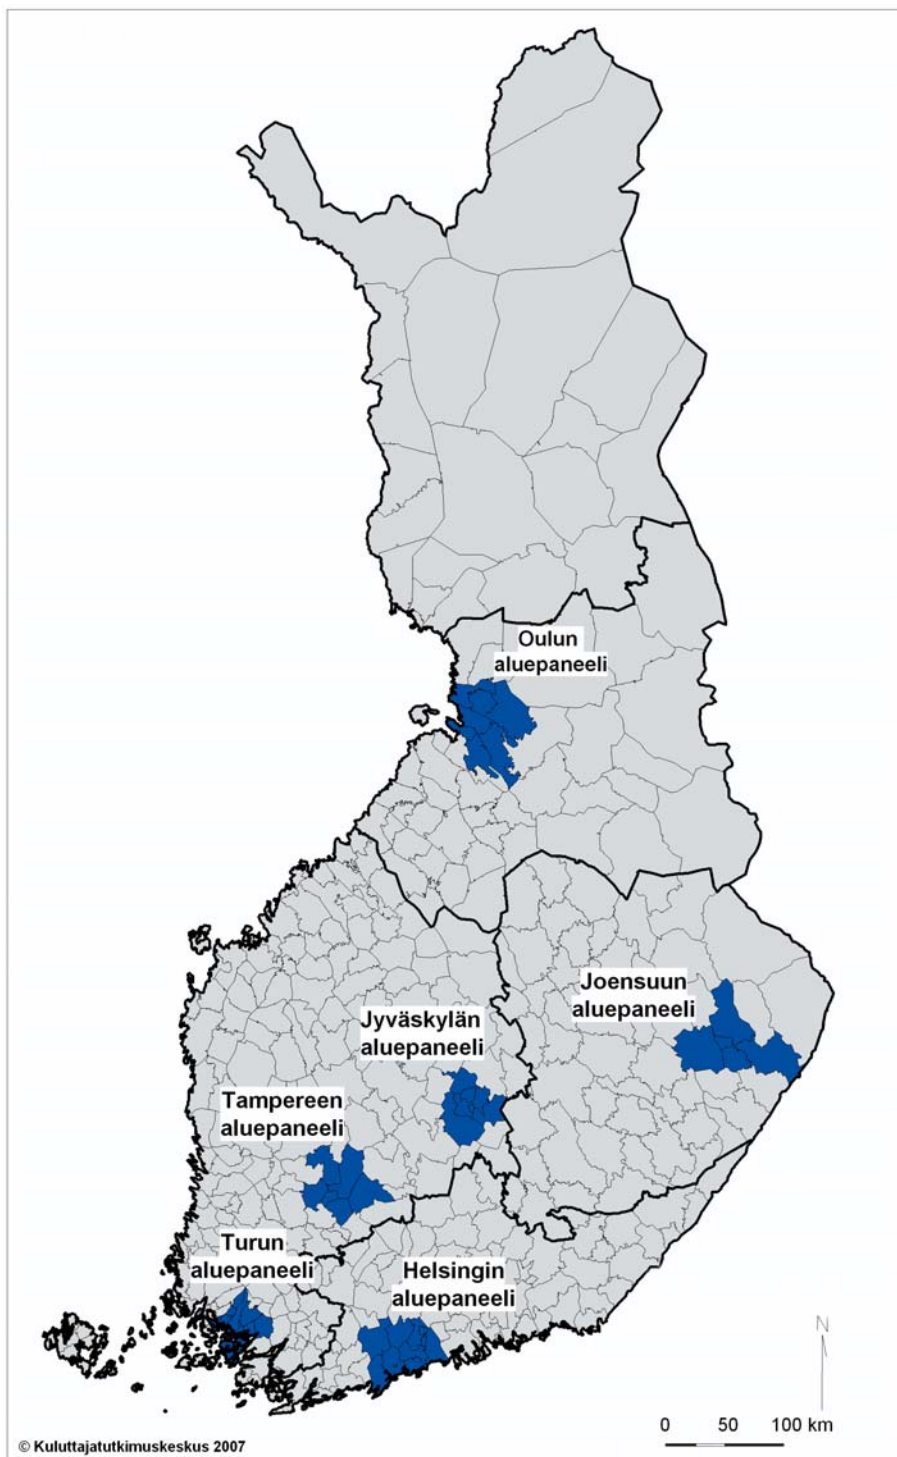 Oulun
aluepaneeli
Joensuun
aluepaneeli
Jyväskylän
aluepaneeli
Tampereen
aluepaneeli
Turun
aluepaneeli
Helsingin
aluepaneeli
N
0 50 100 km
© Kuluttajatutkimuskeskus 2007